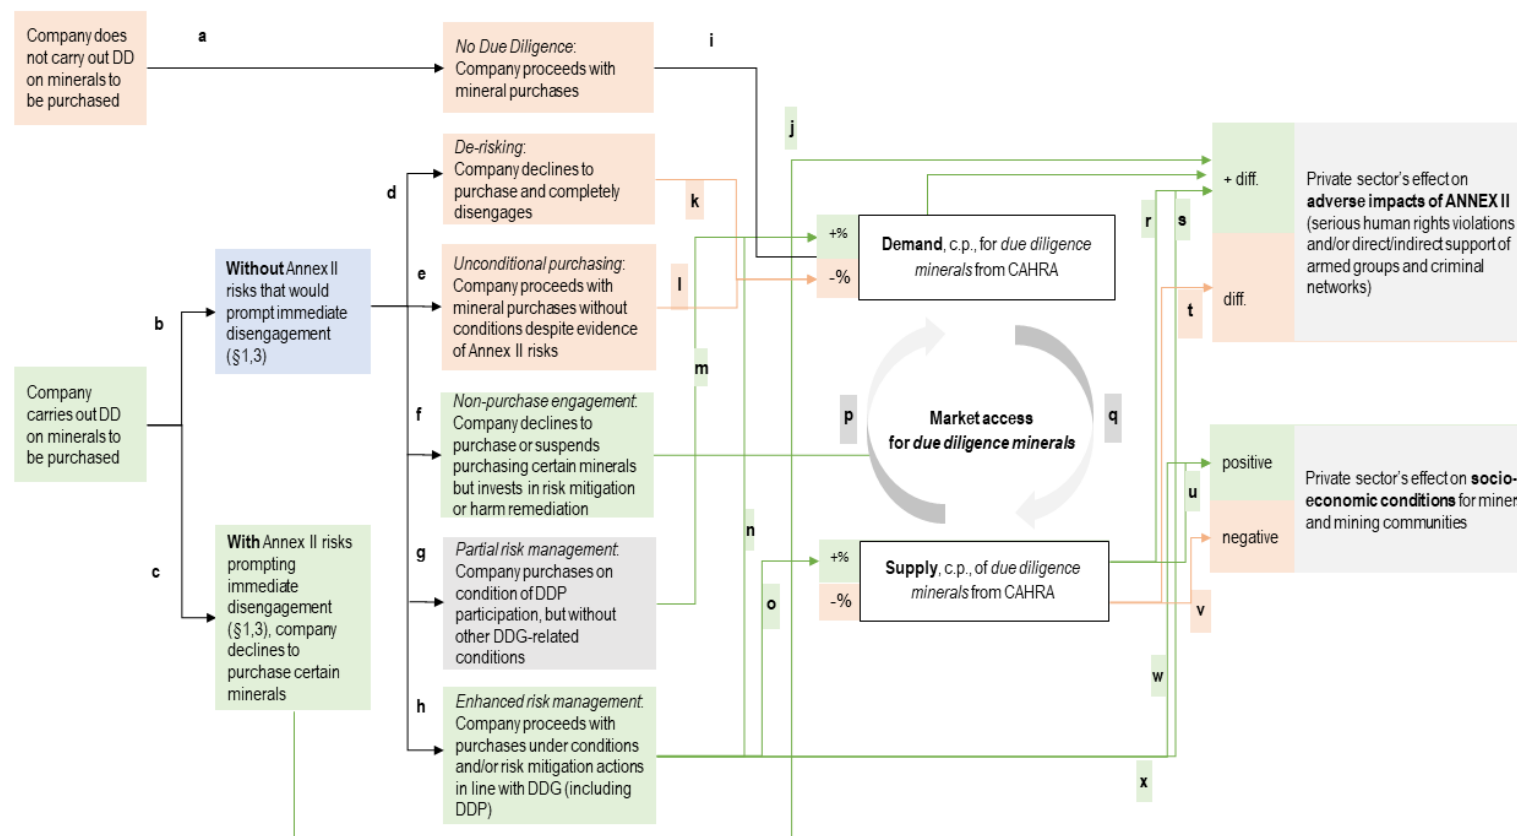 Company does
not carry out DD
on minerals to
be purchased
a
No Due Diligence:
Company proceeds with
mineral purchases
i
De-risking:
Company declines to
purchase and completely
disengages
d
k
j
Without Annex II
risks that would
prompt immediate
disengagement
(§1,3)
b
e
Unconditional purchasing:
Company proceeds with
mineral purchases without
conditions despite evidence
of Annex II risks
l
m
Company
carries out DD
on minerals to
be purchased
f
Non-purchase engagement:
Company declines to
purchase or suspends
purchasing certain minerals
but invests in risk mitigation
or harm remediation
c
With Annex II risks
prompting
immediate
disengagement
(§1,3), company
declines to
purchase certain
minerals
g
Partial risk management:
Company purchases on
condition of DDP
participation, but without
other DDG-related
conditions
n
o
h
Enhanced risk management:
Company proceeds with
purchases under conditions
and/or risk mitigation actions
in line with DDG (including
DDP)
+%
-%
Demand, c.p., for due diligence
minerals from CAHRA
p
Market access
for due diligence minerals
q
+%
-%
Supply, c.p., of due diligence
minerals from CAHRA
r
s
t
u
v
w
x
+ diff.
diff.
Private sector's effect on
adverse impacts of ANNEX II
(serious human rights violations
and/or direct/indirect support of
armed groups and criminal
networks)
positive
negative
Private sector's effect on socio-
economic conditions for miner
and mining communities